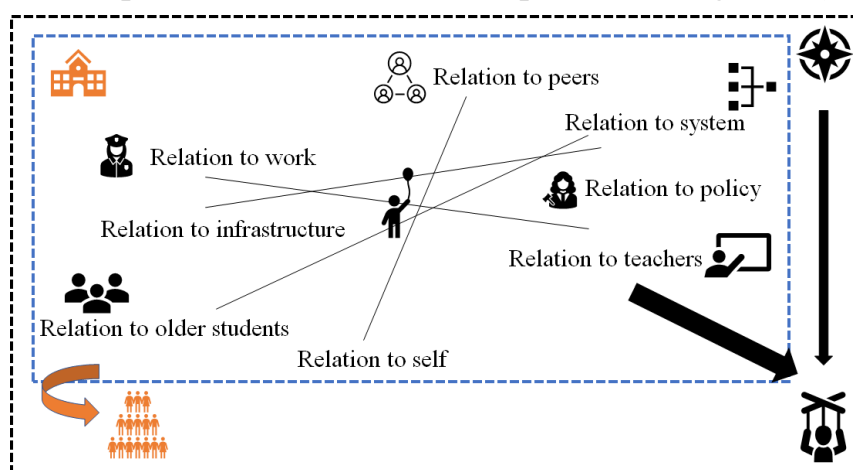 Relation to peers
Relation to system
Relation to work
Relation to policy
Relation to infrastructure
Relation to teachers
Relation to older students
Relation to self